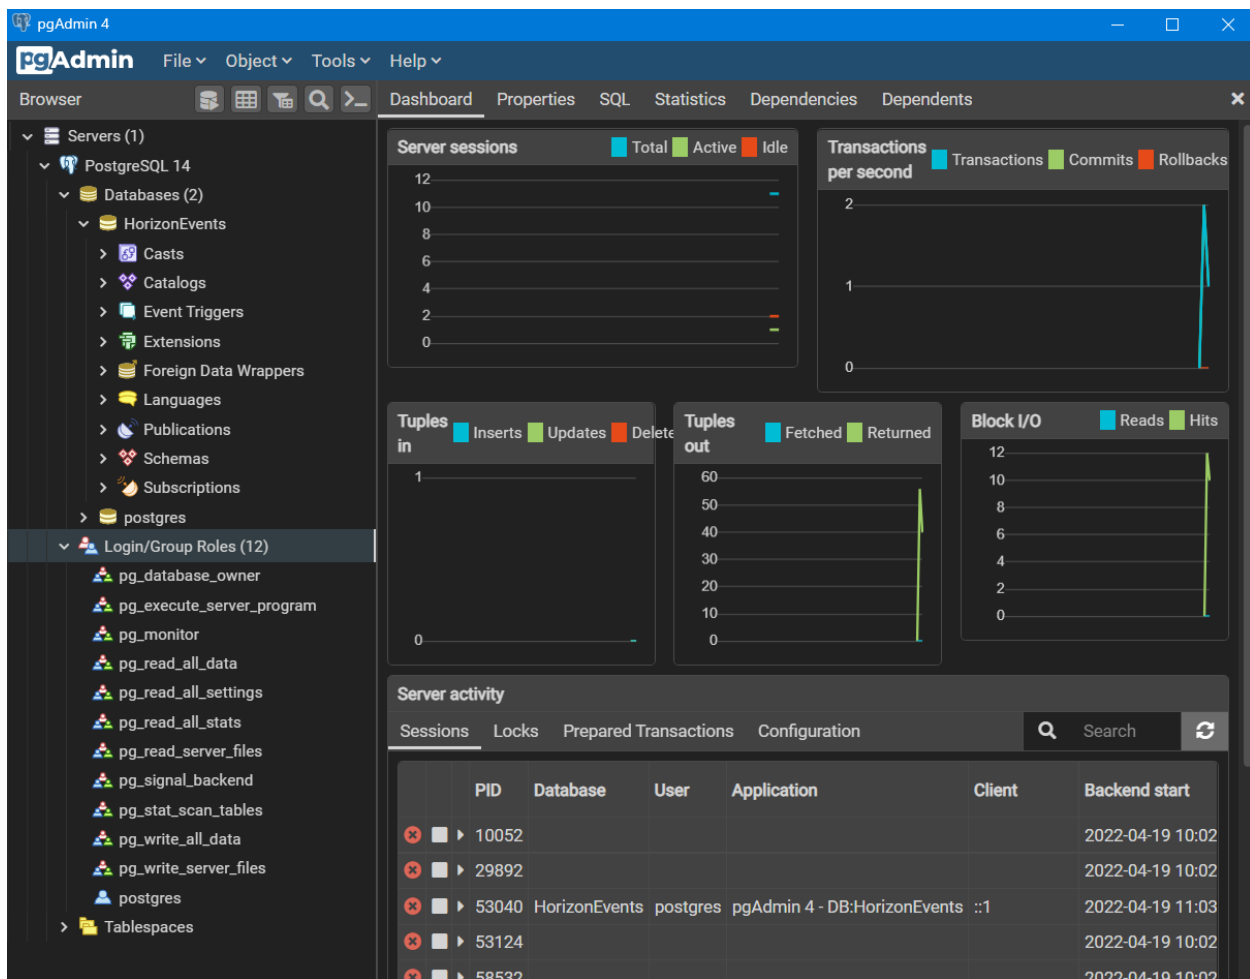 pgAdmin 4
pgAdmin File Object Tools Help
Browser
Dashboard Properties SQL Statistics Dependencies Dependents
Servers (1)
PostgreSQL 14
Databases (2)
HorizonEvents
Casts
Catalogs
Event Triggers
Extensions
Foreign Data Wrappers
Languages
Publications
Schemas
Subscriptions
postgres
Login/Group Roles (12)
pg_database_owner
pg_execute_server_program
pg_monitor
pg_read_all_data
pg_read_all_settings
pg_read_all_stats
pg_read_server_files
pg_signal_backend
pg_stat_scan_tables
pg_write_all_data
pg_write_server_files
postgres
Tablespaces
Server sessions Total Active Idle
12
10
8
6
4
2
0
Transactions per second Transactions Commits Rollbacks
2
1
0
Tuples in Inserts Updates Delete
1
0
Tuples out Fetched Returned
60
50
40
30
20
10
0
Block I/O Reads Hits
12
10
8
6
4
2
0
Server activity
Sessions Locks Prepared Transactions Configuration Search
PID Database User Application Client Backend start
10052 2022-04-19 10:02
29892 2022-04-19 10:02
53040 HorizonEvents postgres pgAdmin 4 - DB:HorizonEvents ::1 2022-04-19 11:03
53124 2022-04-19 10:02
58532 2022-04-19 10:02